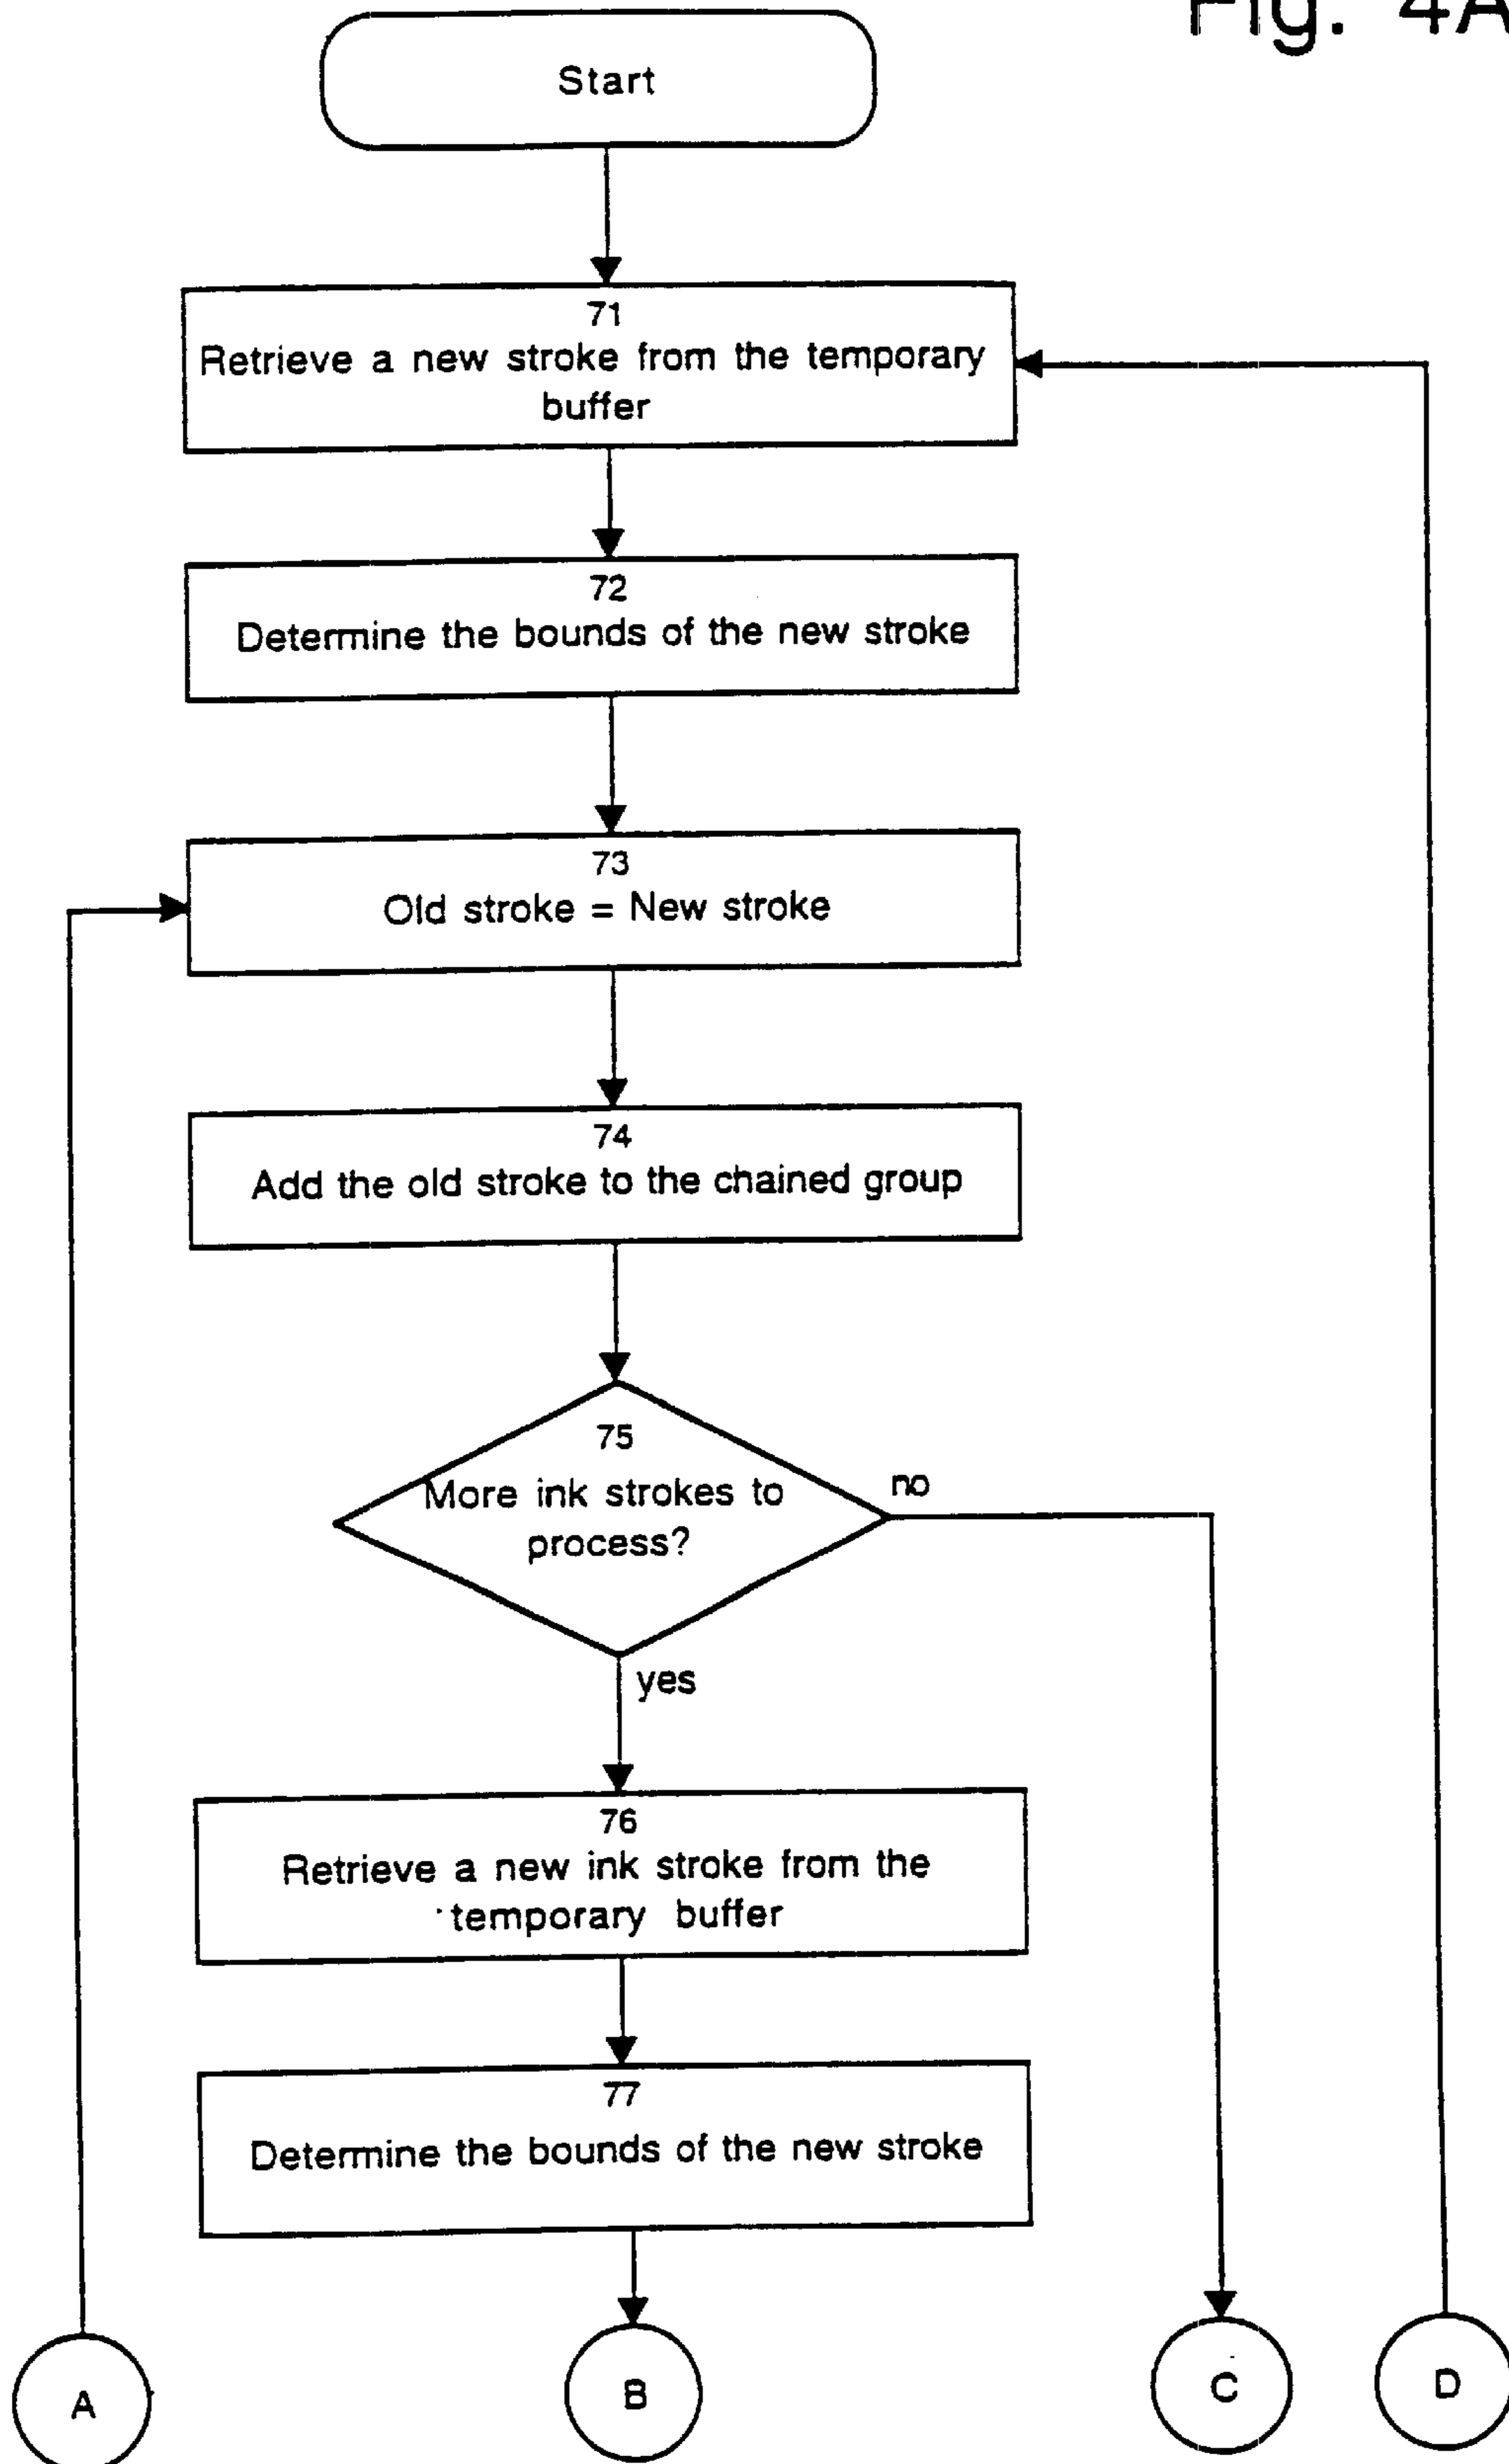 Fig. 4A
Start
71
Retrieve a new stroke from the temporary
buffer
72
Determine the bounds of the new stroke
73
Old stroke = New stroke
74
Add the old stroke to the chained group
75
More ink strokes to
process?
no
yes
76
Retrieve a new ink stroke from the
temporary buffer
77
Determine the bounds of the new stroke
A
B
C
D